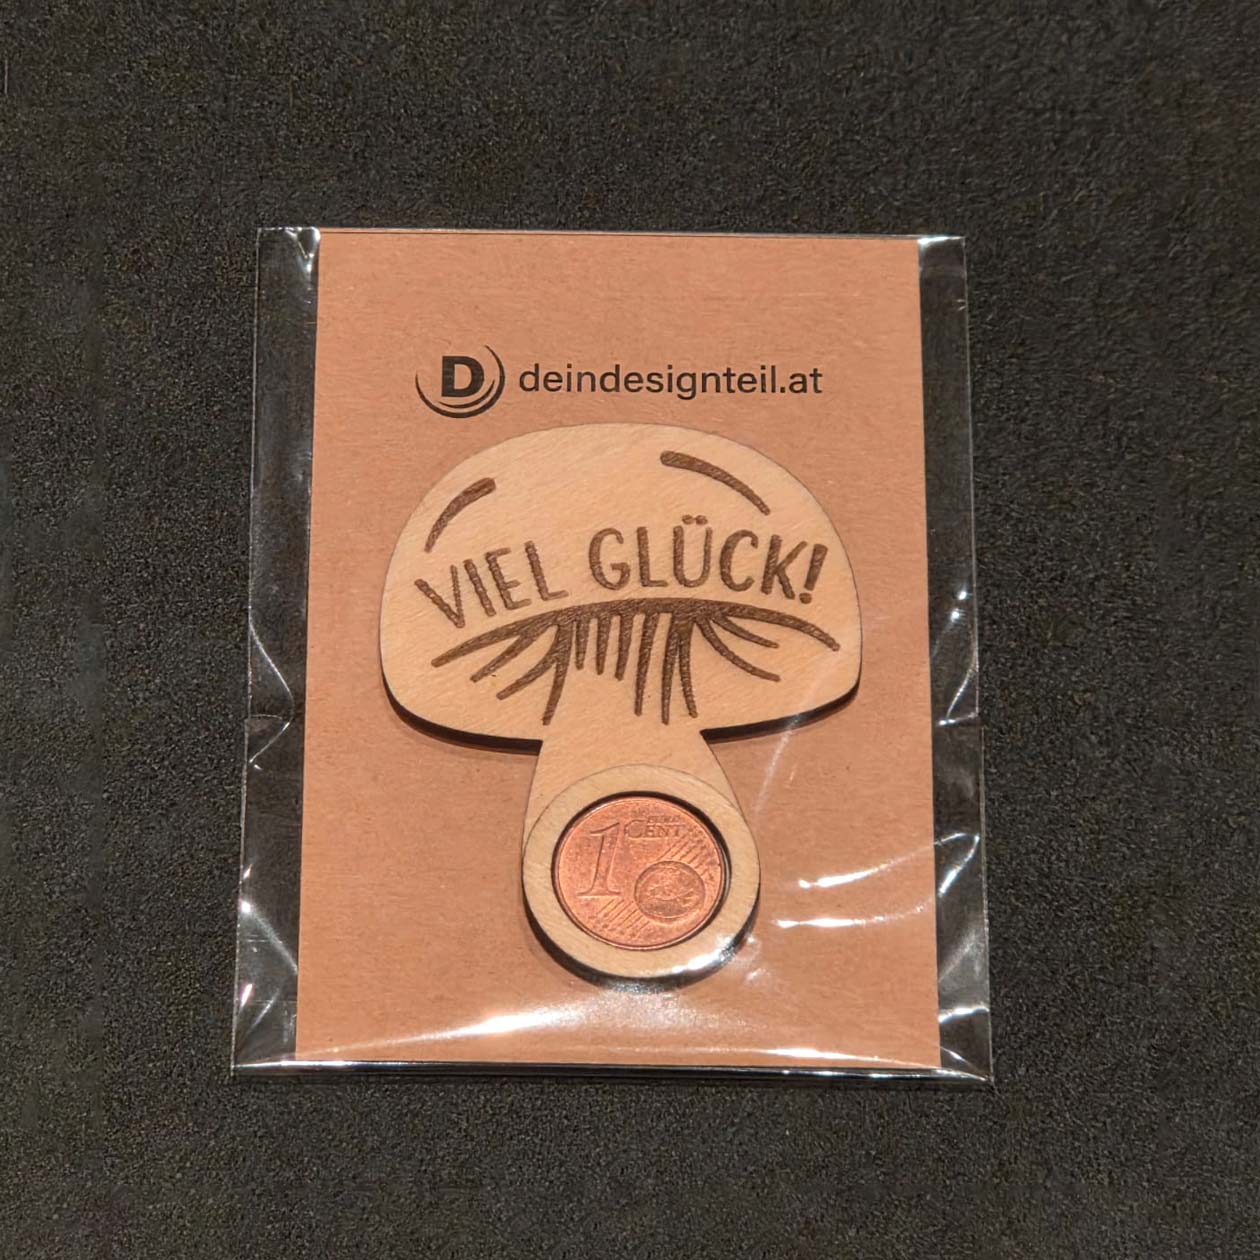 D deindesignteil.at
VIEL GLÜCK!
1 EURO
CENT